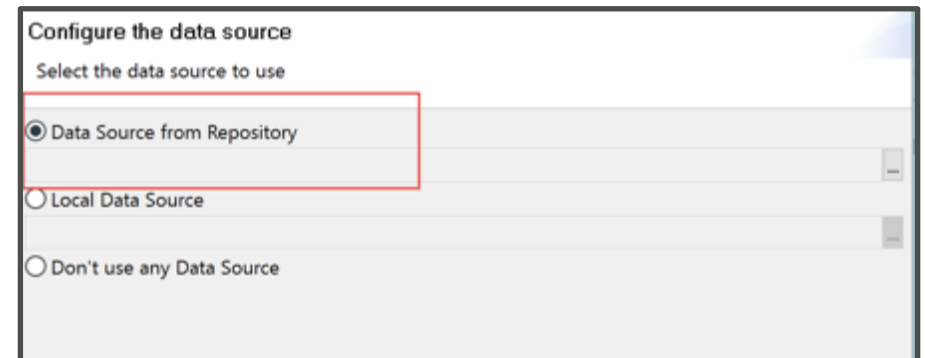 Configure the data source
Select the data source to use
Data Source from Repository
...
Local Data Source
...
Don't use any Data Source